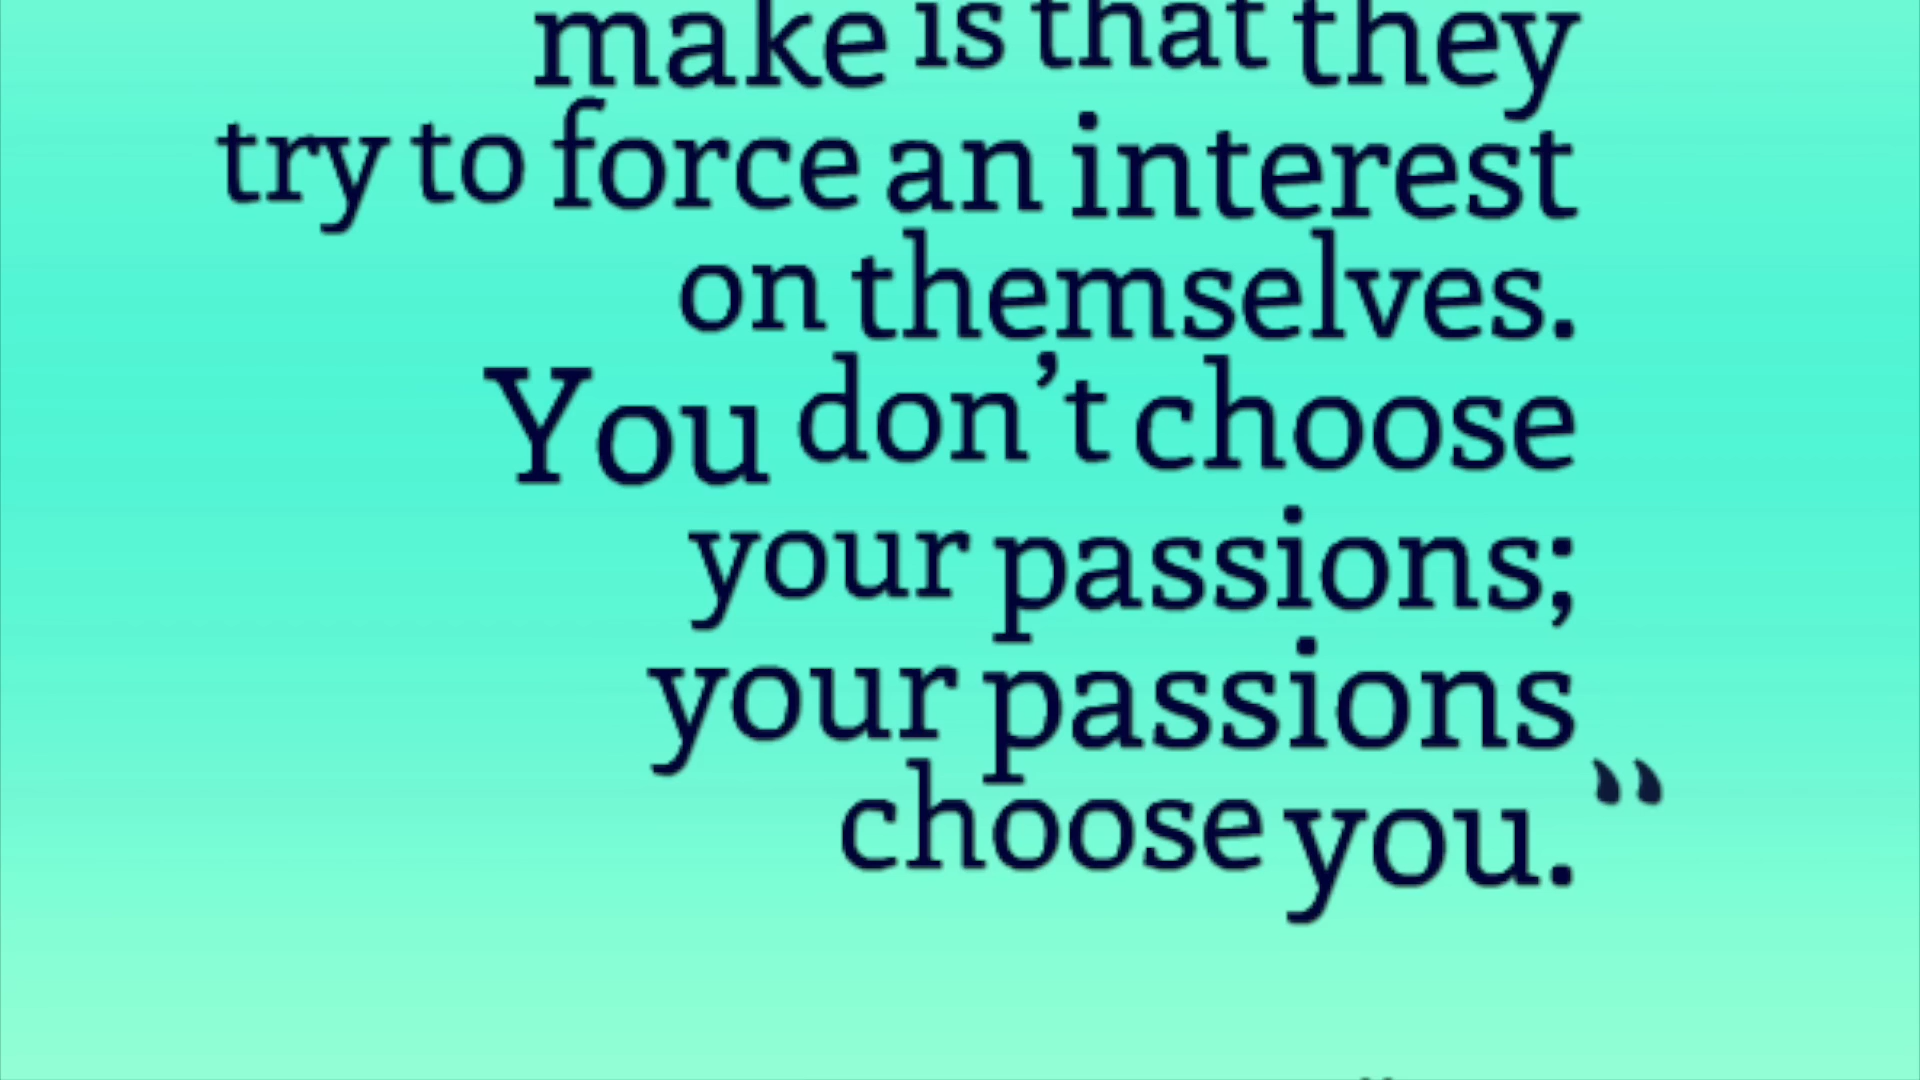 make is that they
try to force an interest
on themselves.
You don’t choose
your passions;
your passions
choose you.”